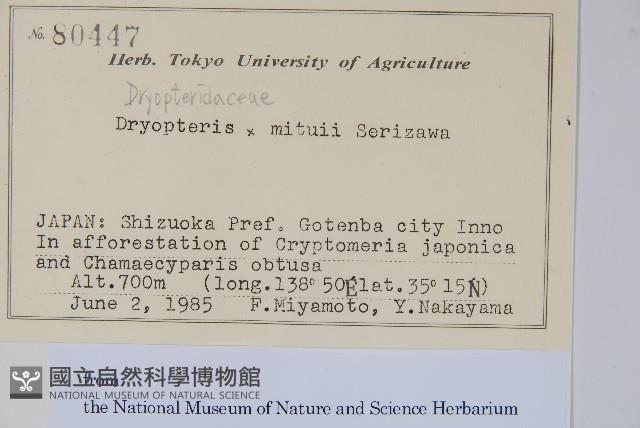 No. 80447
Herb. Tokyo University of Agriculture
Dryopteridaceae
Dryopteris x mituii Serizawa
JAPAN: Shizuoka Pref. Gotenba city Inno
In afforestation of Cryptomeria japonica
and Chamaecyparis obtusa
Alt.700m (long.138° 50'E lat.35° 15'N)
June 2, 1985 F.Miyamoto, Y.Nakayama
國立自然科學博物館
NATIONAL MUSEUM OF NATURAL SCIENCE
from
the National Museum of Nature and Science Herbarium